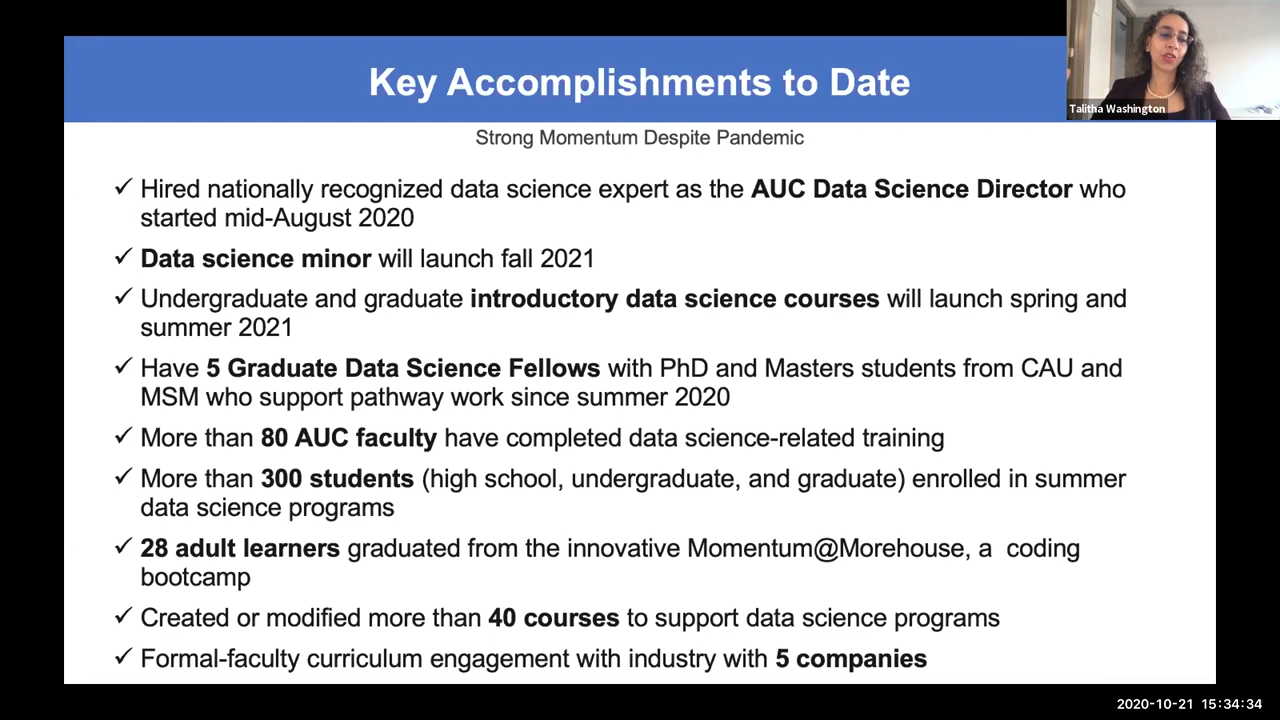 Key Accomplishments to Date
Talitha Washington
Strong Momentum Despite Pandemic
✓ Hired nationally recognized data science expert as the AUC Data Science Director who
started mid-August 2020
✓ Data science minor will launch fall 2021
✓ Undergraduate and graduate introductory data science courses will launch spring and
summer 2021
✓ Have 5 Graduate Data Science Fellows with PhD and Masters students from CAU and
MSM who support pathway work since summer 2020
✓ More than 80 AUC faculty have completed data science-related training
✓ More than 300 students (high school, undergraduate, and graduate) enrolled in summer
data science programs
✓ 28 adult learners graduated from the innovative Momentum@Morehouse, a  coding
bootcamp
✓ Created or modified more than 40 courses to support data science programs
✓ Formal-faculty curriculum engagement with industry with 5 companies
2020-10-21 15:34:34